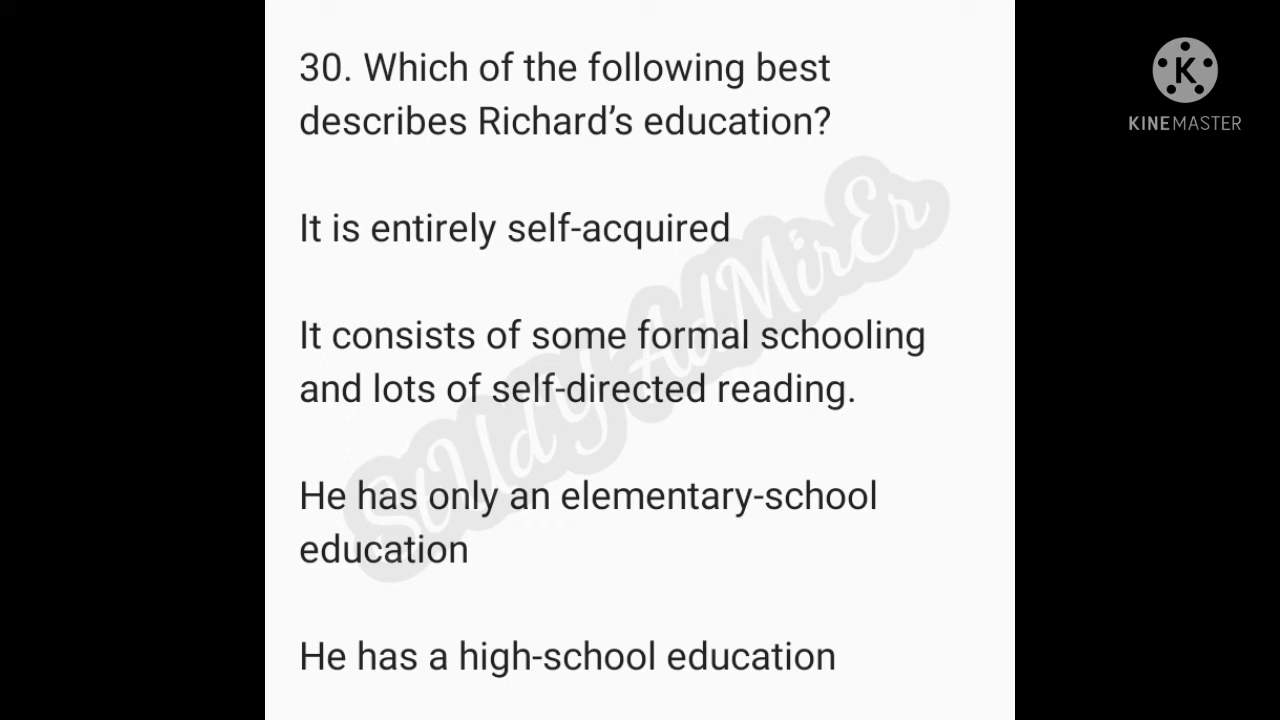 30. Which of the following best
describes Richard’s education?
It is entirely self-acquired
It consists of some formal schooling
and lots of self-directed reading.
He has only an elementary-school
education
He has a high-school education
K
KINEMASTER
StUdY AdMirEr